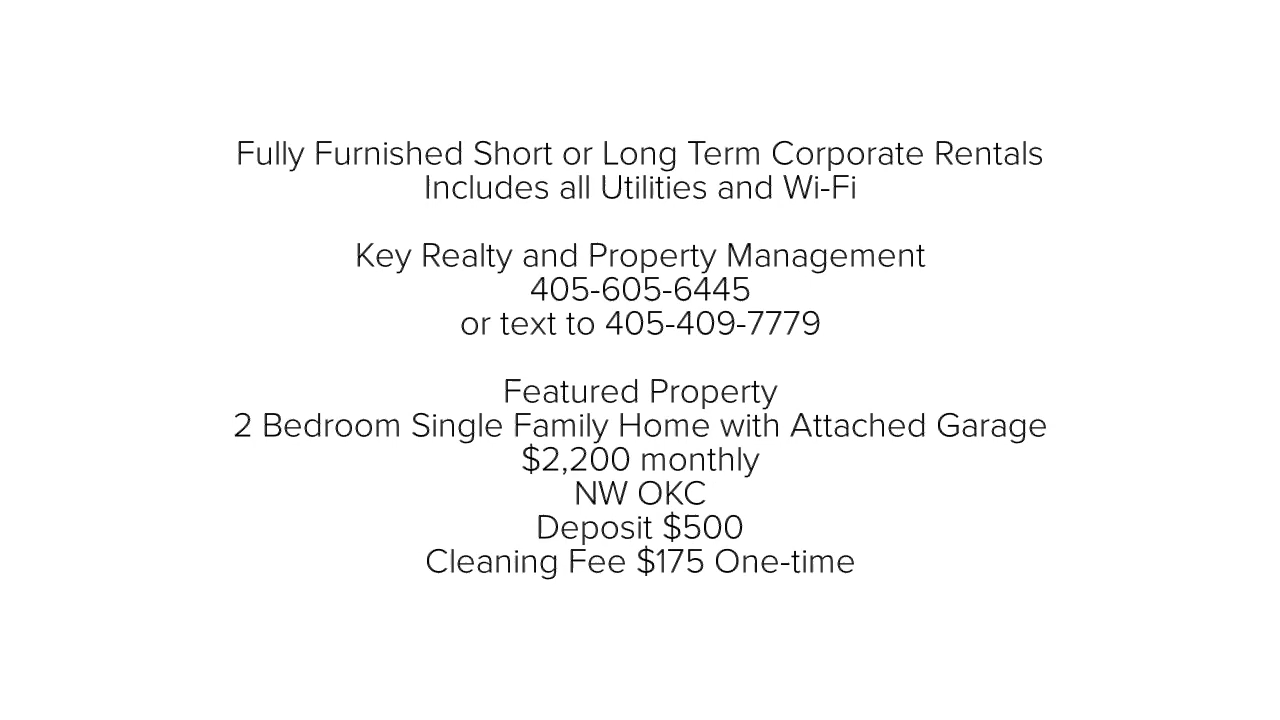 Fully Furnished Short or Long Term Corporate Rentals
Includes all Utilities and Wi-Fi
Key Realty and Property Management
405-605-6445
or text to 405-409-7779
Featured Property
2 Bedroom Single Family Home with Attached Garage
$2,200 monthly
NW OKC
Deposit $500
Cleaning Fee $175 One-time